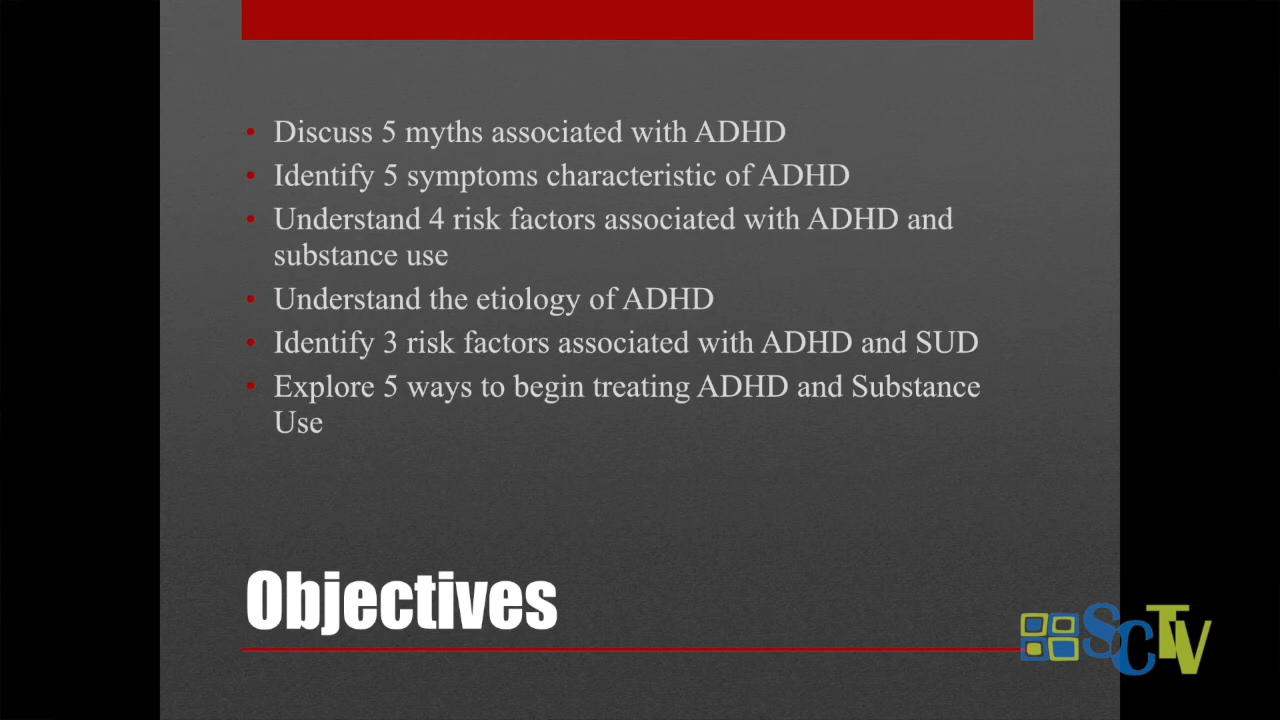 • Discuss 5 myths associated with ADHD
• Identify 5 symptoms characteristic of ADHD
• Understand 4 risk factors associated with ADHD and
substance use
• Understand the etiology of ADHD
• Identify 3 risk factors associated with ADHD and SUD
• Explore 5 ways to begin treating ADHD and Substance
Use
Objectives
SCTV